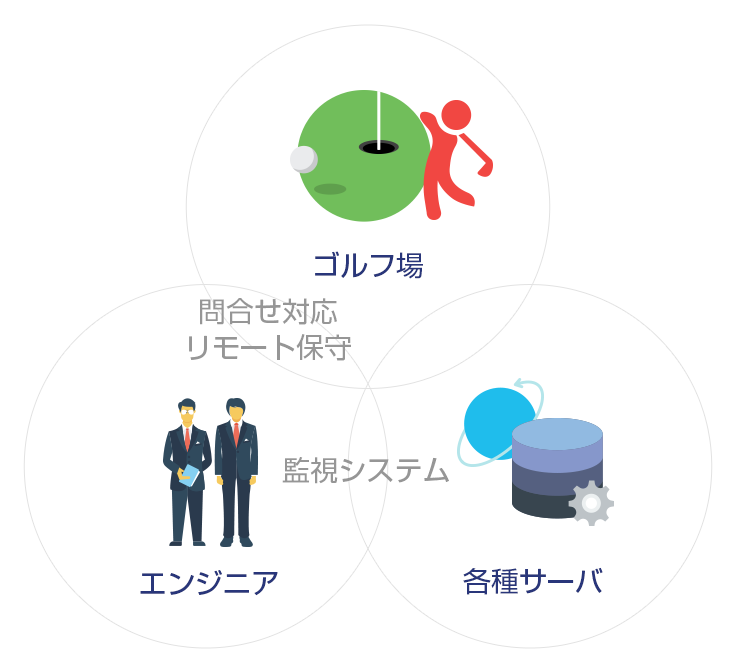 ゴルフ場
問合せ対応
リモート保守
監視システム
エンジニア
各種サーバ